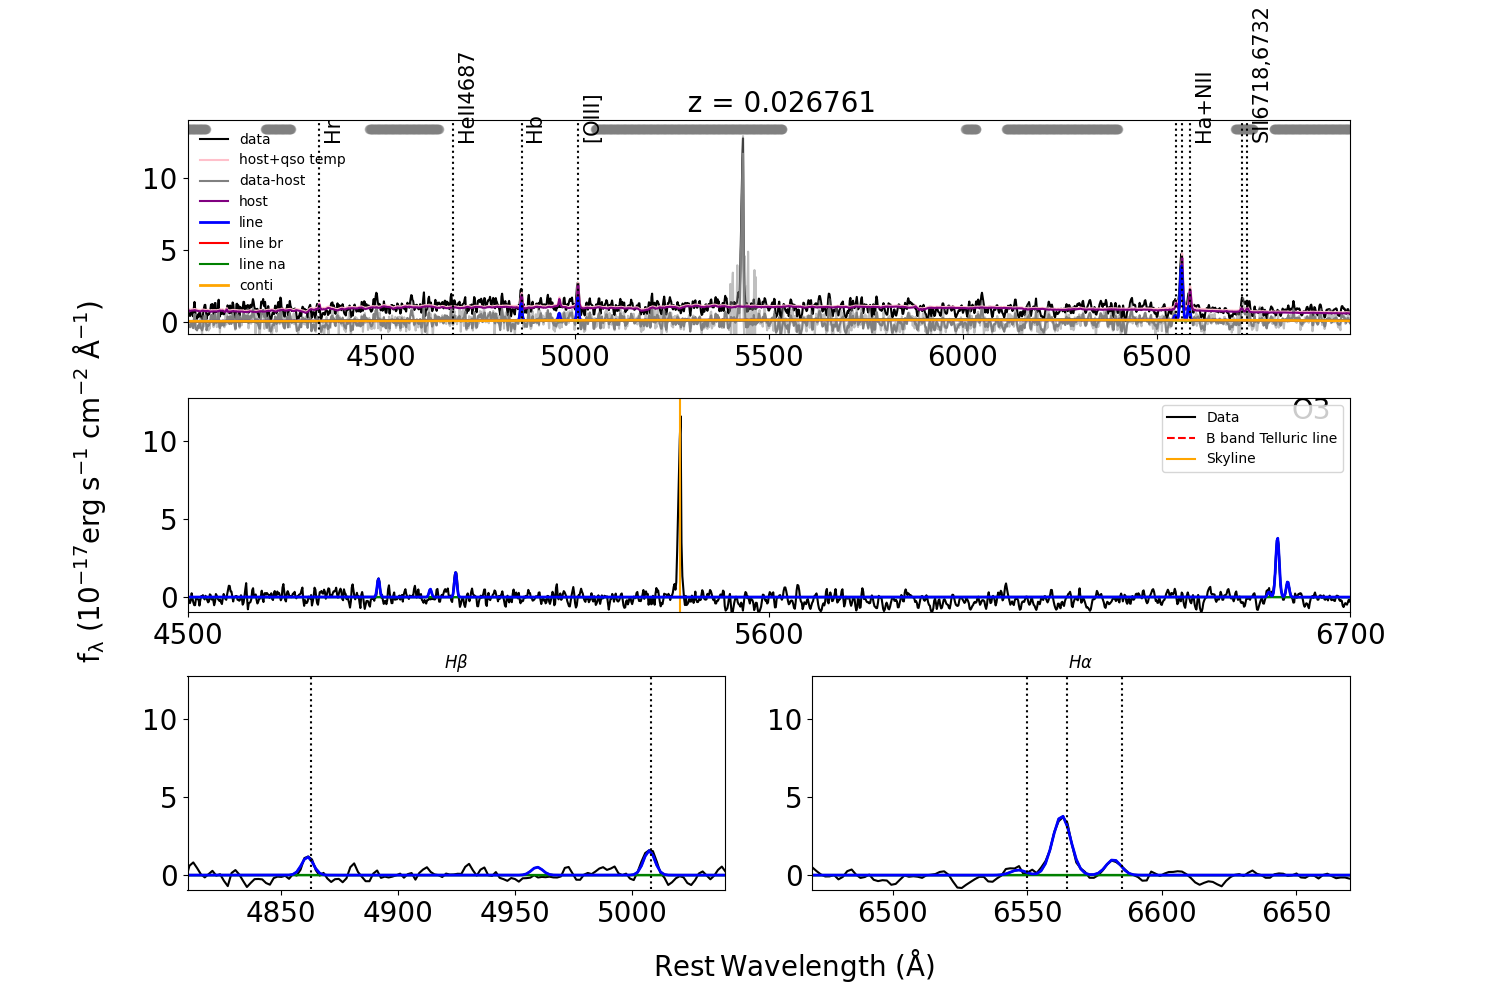 z = 0.026761
Hr
HeII4687
Hb
[OIII]
Ha+NII
SII6718,6732
data
host+qso temp
data-host
host
line
line br
line na
conti
10
5
0
4500
5000
5500
6000
6500
O3
Data
B band Telluric line
Skyline
10
5
0
4500
5600
6700
fλ (10⁻¹⁷erg s⁻¹ cm⁻² Å⁻¹)
Hβ
10
5
0
4850
4900
4950
5000
Hα
10
5
0
6500
6550
6600
6650
Rest Wavelength (Å)